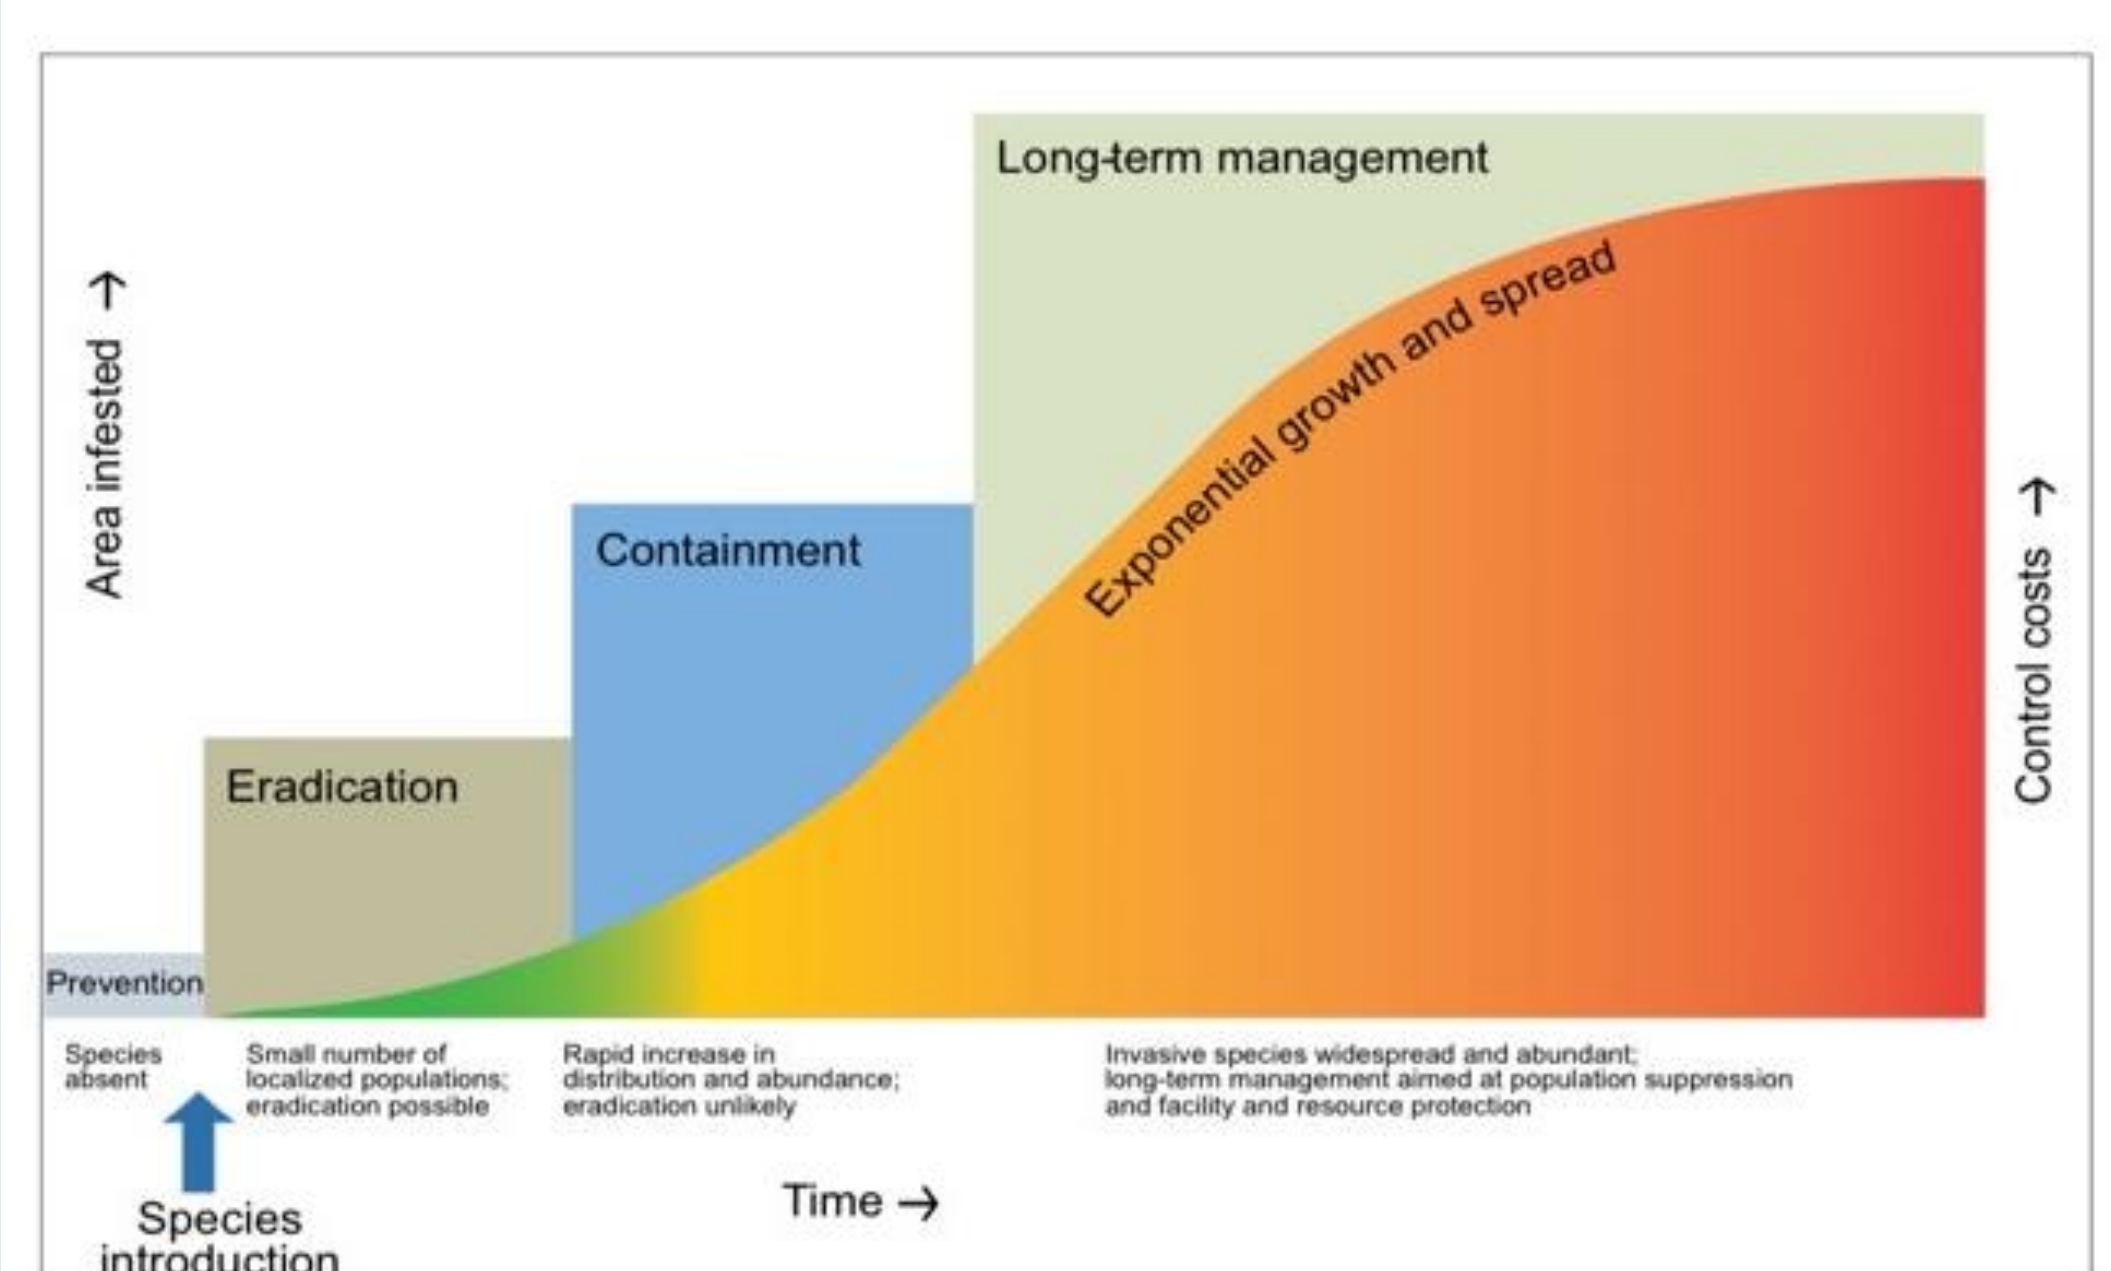 Long-term management
Exponential growth and spread
Area infested →
Containment
Control costs →
Eradication
Prevention
Species
absent
Small number of
localized populations;
eradication possible
Rapid increase in
distribution and abundance;
eradication unlikely
Invasive species widespread and abundant;
long-term management aimed at population suppression
and facility and resource protection
Time →
Species
introduction